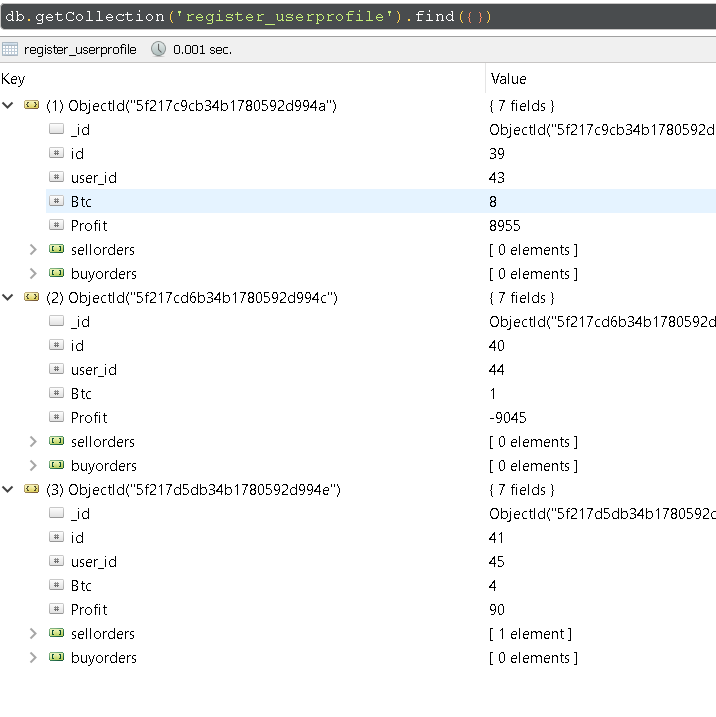 db.getCollection('register_userprofile').find({})
register_userprofile 0.001 sec.
Key Value
(1) ObjectId("5f217c9cb34b1780592d994a") { 7 fields }
_id ObjectId("5f217c9cb34b1780592d
id 39
user_id 43
Btc 8
Profit 8955
sellorders [ 0 elements ]
buyorders [ 0 elements ]
(2) ObjectId("5f217cd6b34b1780592d994c") { 7 fields }
_id ObjectId("5f217cd6b34b1780592d
id 40
user_id 44
Btc 1
Profit -9045
sellorders [ 0 elements ]
buyorders [ 0 elements ]
(3) ObjectId("5f217d5db34b1780592d994e") { 7 fields }
_id ObjectId("5f217d5db34b1780592d
id 41
user_id 45
Btc 4
Profit 90
sellorders [ 1 element ]
buyorders [ 0 elements ]